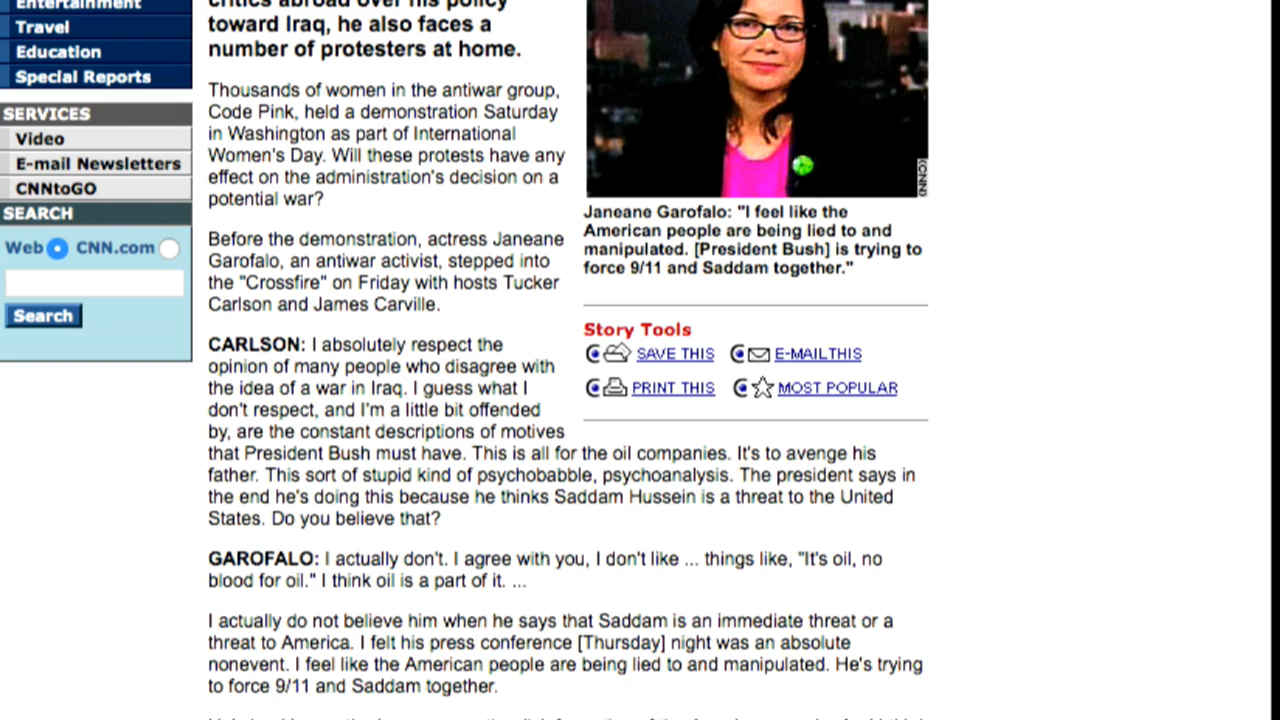 Entertainment
Travel
Education
Special Reports
SERVICES
Video
E-mail Newsletters
CNNtoGO
SEARCH
Web CNN.com
Search
critics abroad over his policy
toward Iraq, he also faces a
number of protesters at home.
Thousands of women in the antiwar group,
Code Pink, held a demonstration Saturday
in Washington as part of International
Women's Day. Will these protests have any
effect on the administration's decision on a
potential war?
Before the demonstration, actress Janeane
Garofalo, an antiwar activist, stepped into
the "Crossfire" on Friday with hosts Tucker
Carlson and James Carville.
CARLSON: I absolutely respect the
opinion of many people who disagree with
the idea of a war in Iraq. I guess what I
don't respect, and I'm a little bit offended
by, are the constant descriptions of motives
that President Bush must have. This is all for the oil companies. It's to avenge his
father. This sort of stupid kind of psychobabble, psychoanalysis. The president says in
the end he's doing this because he thinks Saddam Hussein is a threat to the United
States. Do you believe that?
GAROFALO: I actually don't. I agree with you, I don't like ... things like, "It's oil, no
blood for oil." I think oil is a part of it. ...
I actually do not believe him when he says that Saddam is an immediate threat or a
threat to America. I felt his press conference [Thursday] night was an absolute
nonevent. I feel like the American people are being lied to and manipulated. He's trying
to force 9/11 and Saddam together.
(CNN)
Janeane Garofalo: "I feel like the
American people are being lied to and
manipulated. [President Bush] is trying to
force 9/11 and Saddam together."
Story Tools
SAVE THIS E-MAIL THIS
PRINT THIS MOST POPULAR